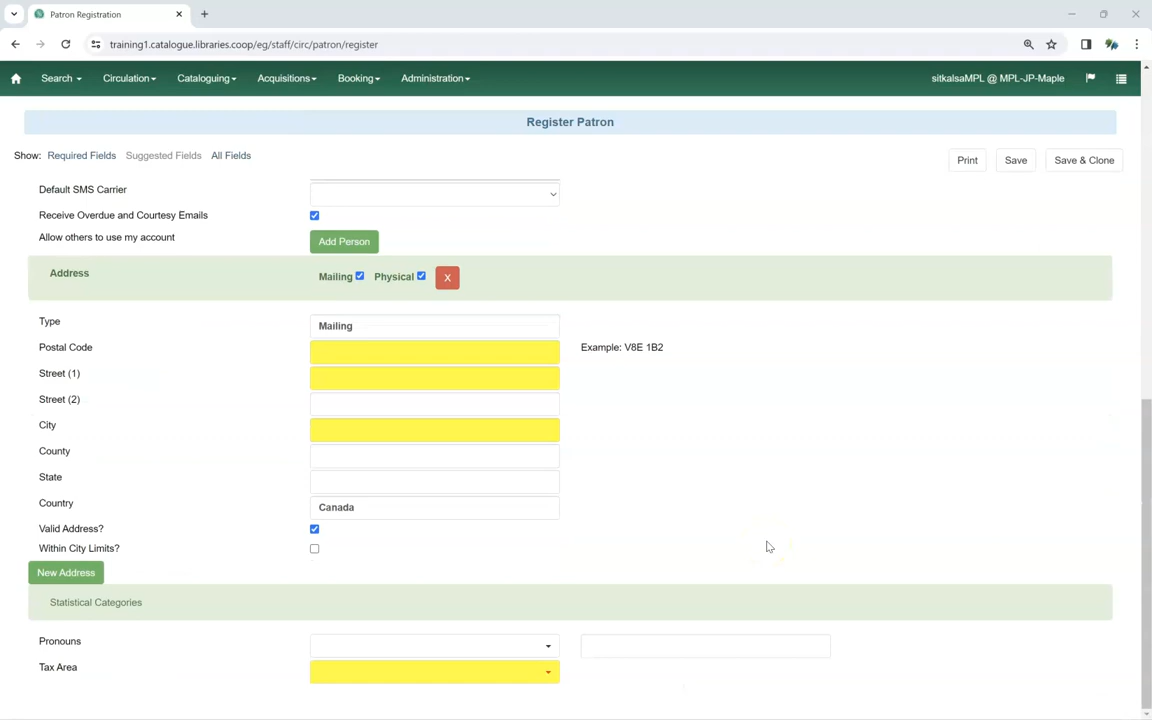 Patron Registration
training1.catalogue.libraries.coop/eg/staff/circ/patron/register
Search Circulation Cataloguing Acquisitions Booking Administration sitkalsaMPL @ MPL-JP-Maple
Register Patron
Show: Required Fields Suggested Fields All Fields Print Save Save & Clone
Default SMS Carrier
Receive Overdue and Courtesy Emails
Allow others to use my account Add Person
Address Mailing Physical X
Type Mailing
Postal Code Example: V8E 1B2
Street (1)
Street (2)
City
County
State
Country Canada
Valid Address?
Within City Limits?
New Address
Statistical Categories
Pronouns
Tax Area